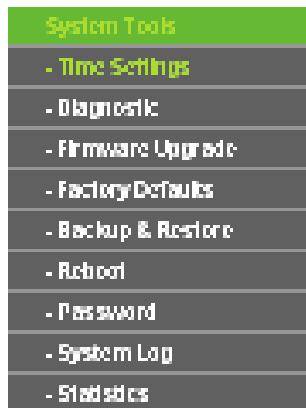 System Tools
- Time Settings
- Diagnostic
- Firmware Upgrade
- Factory Defaults
- Backup & Restore
- Reboot
- Password
- System Log
- Statistics